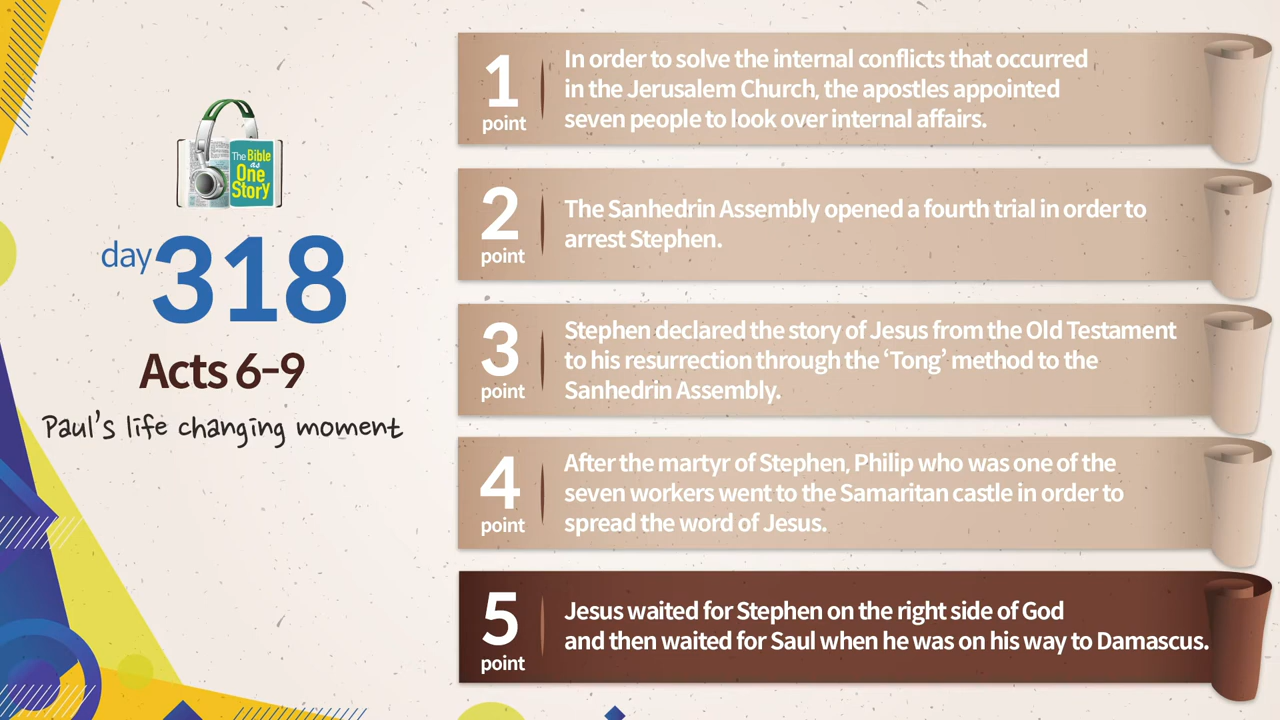 The Bible
as
One
Story
day 318
Acts 6-9
Paul's life changing moment
1
point
In order to solve the internal conflicts that occurred
in the Jerusalem Church, the apostles appointed
seven people to look over internal affairs.
2
point
The Sanhedrin Assembly opened a fourth trial in order to
arrest Stephen.
3
point
Stephen declared the story of Jesus from the Old Testament
to his resurrection through the ‘Tong’ method to the
Sanhedrin Assembly.
4
point
After the martyr of Stephen, Philip who was one of the
seven workers went to the Samaritan castle in order to
spread the word of Jesus.
5
point
Jesus waited for Stephen on the right side of God
and then waited for Saul when he was on his way to Damascus.